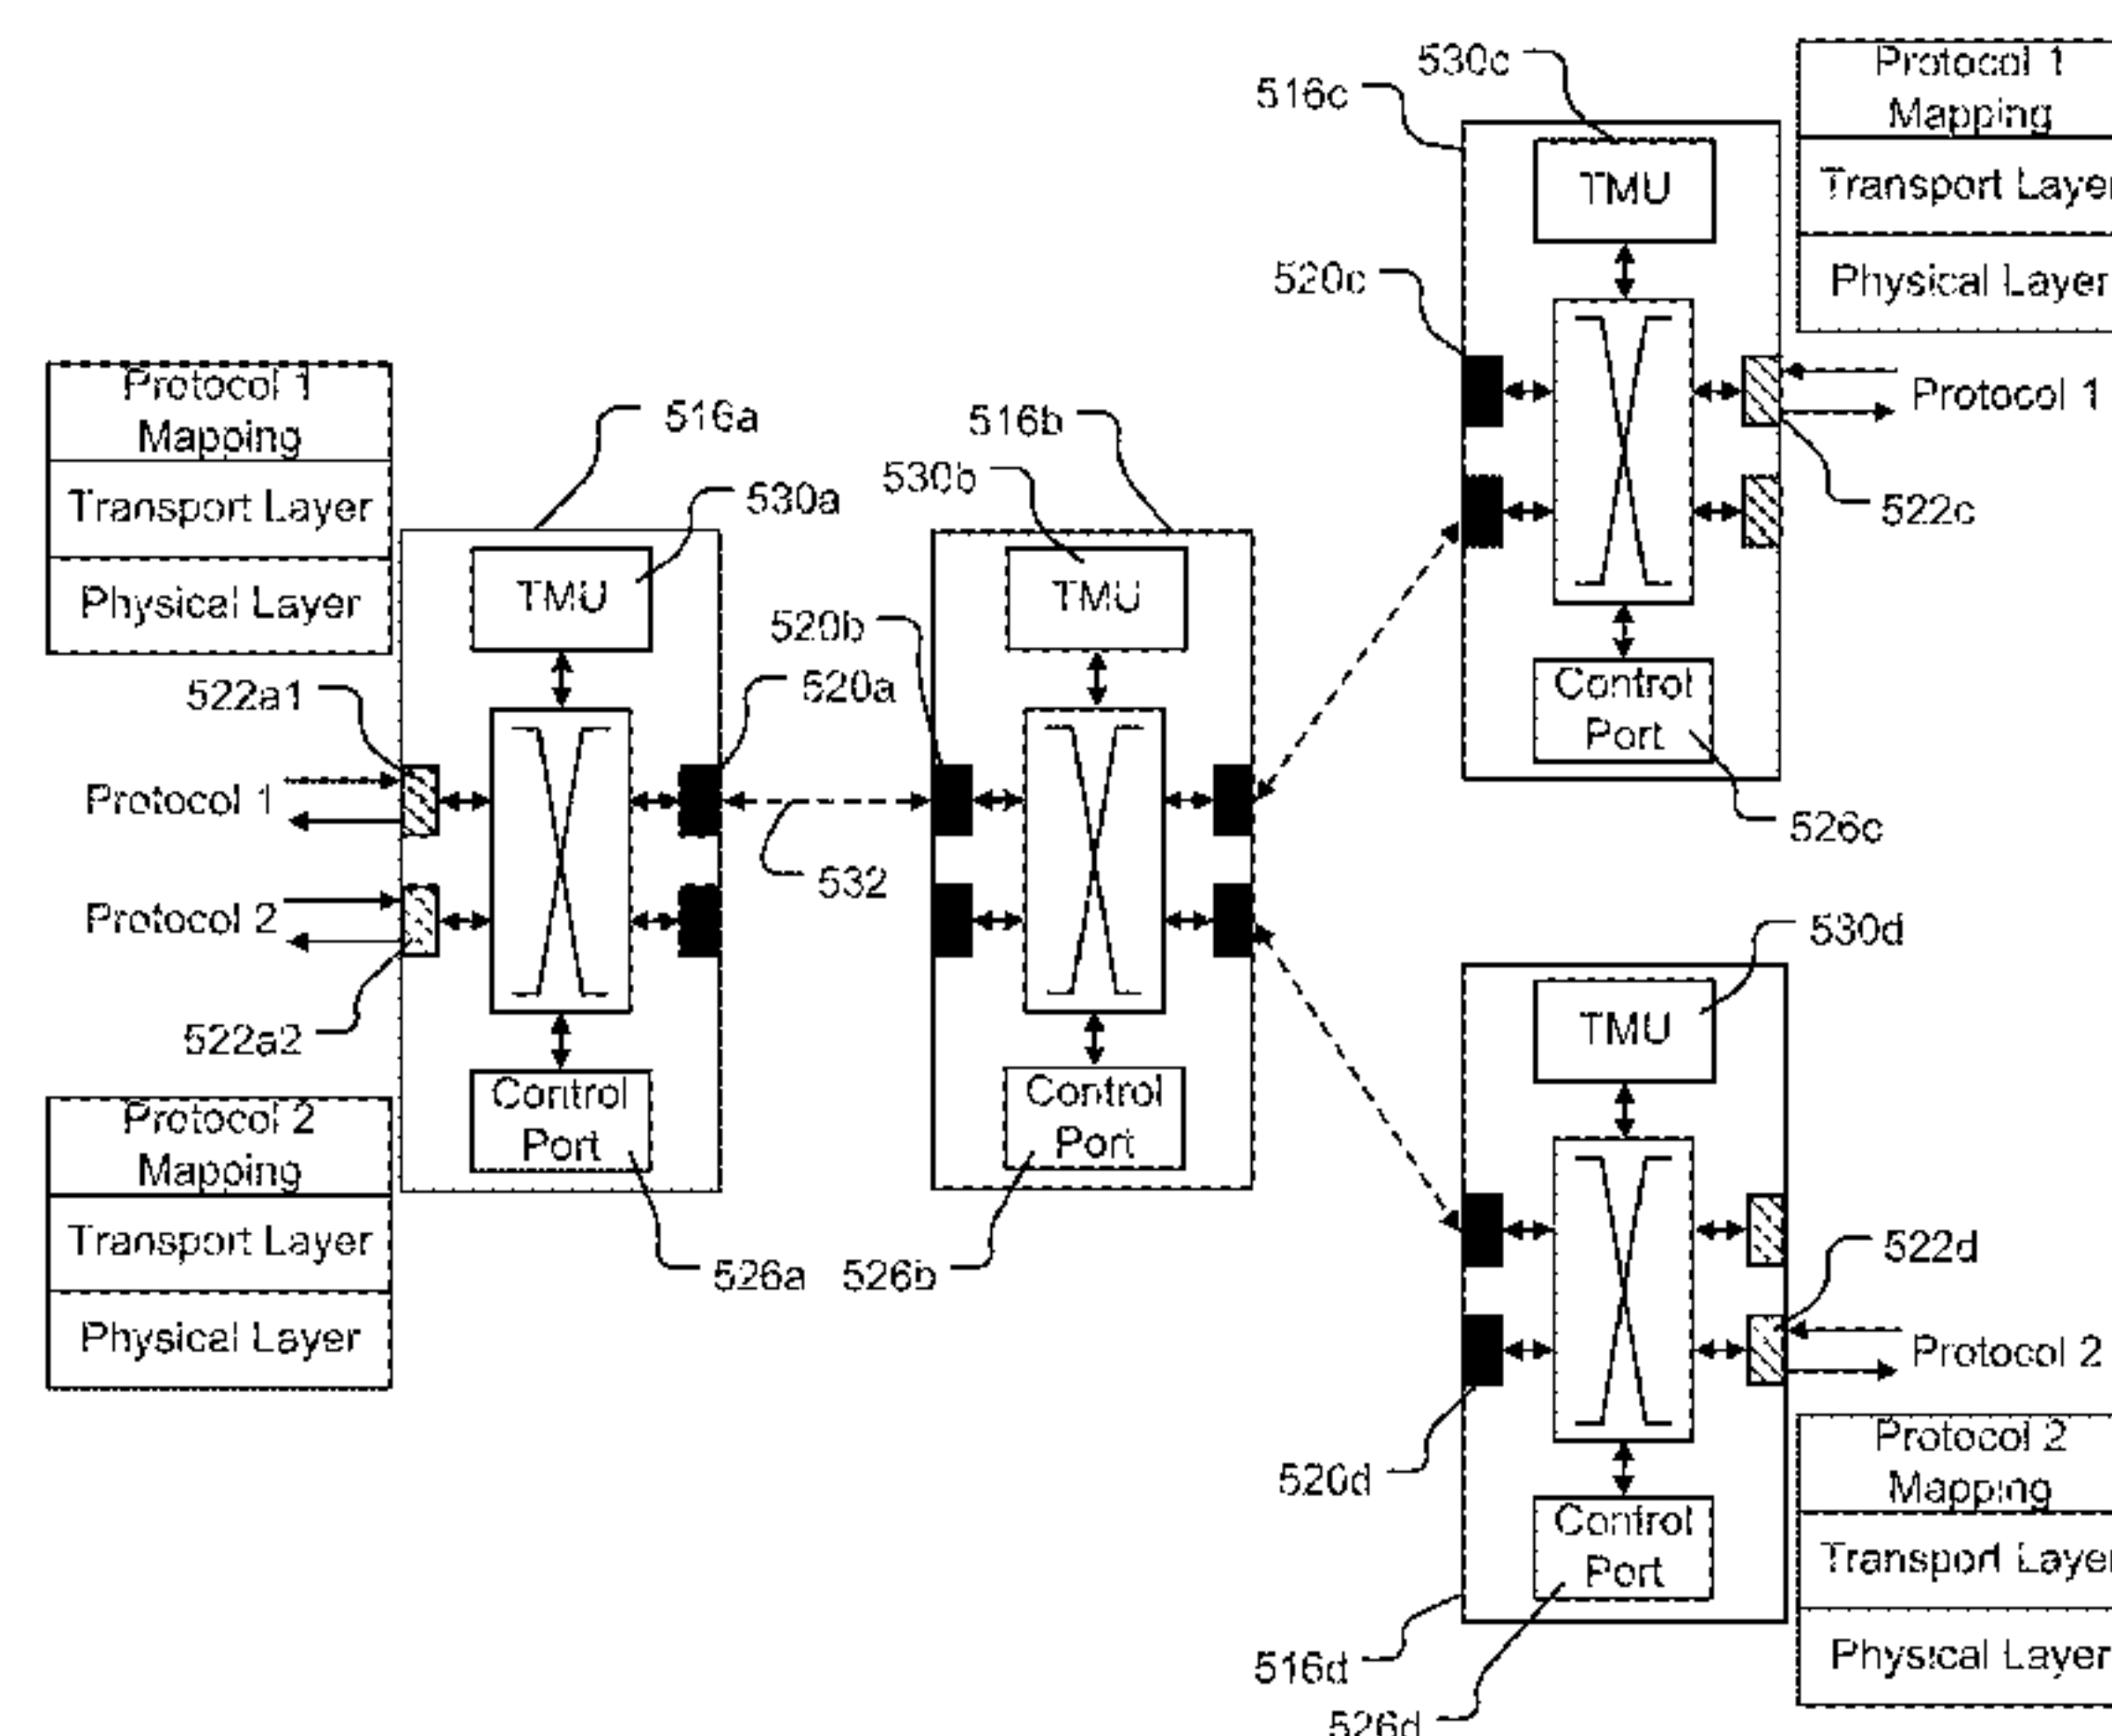 530c
516c
Protocol 1
Mapping
TMU
Transport Layer
520c
Physical Layer
Protocol 1
Mapping
Transport Layer
Physical Layer
516a
530a
516b
530b
Protocol 1
522c
TMU
TMU
520b
520a
522a1
Control
Port
526c
Protocol 1
532
Protocol 2
522a2
530d
TMU
Control
Port
Control
Port
Protocol 2
Mapping
Transport Layer
Physical Layer
526a
526b
522d
Protocol 2
520d
Control
Port
Protocol 2
Mapping
Transport Layer
Physical Layer
516d
526d